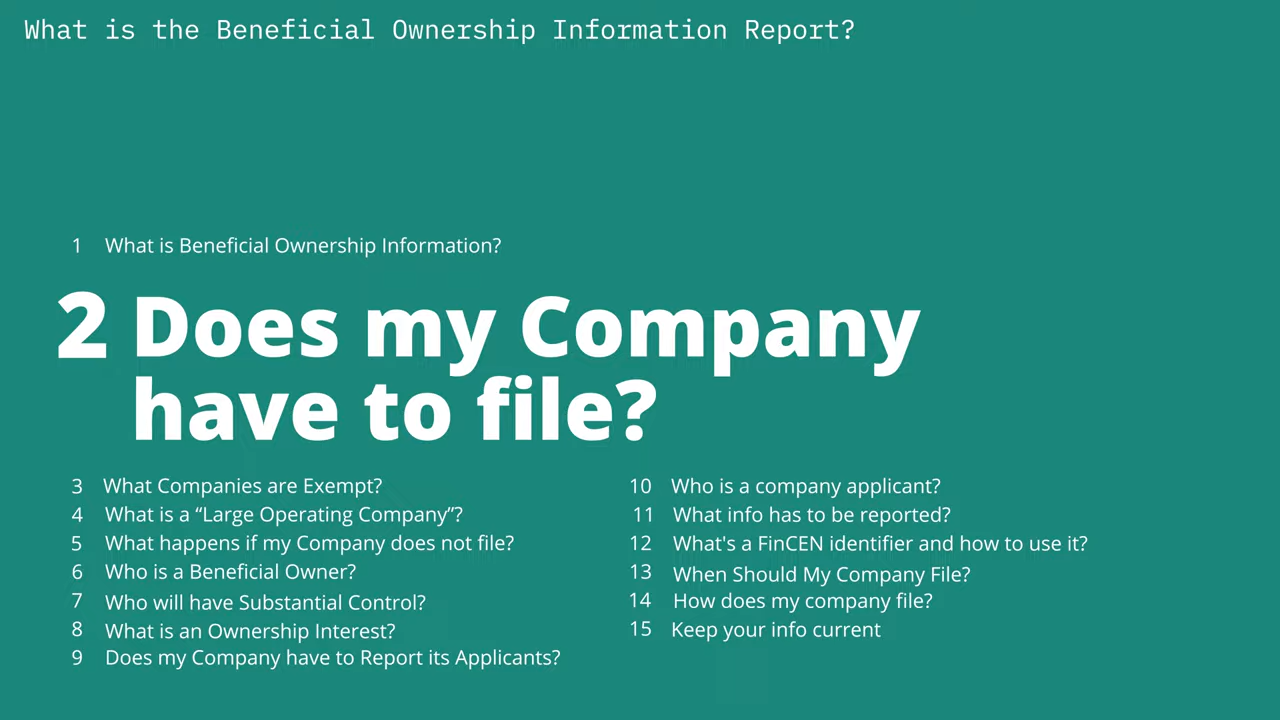 What is the Beneficial Ownership Information Report?
1 What is Beneficial Ownership Information?
2 Does my Company
have to file?
3 What Companies are Exempt?
4 What is a “Large Operating Company”?
5 What happens if my Company does not file?
6 Who is a Beneficial Owner?
7 Who will have Substantial Control?
8 What is an Ownership Interest?
9 Does my Company have to Report its Applicants?
10 Who is a company applicant?
11 What info has to be reported?
12 What's a FinCEN identifier and how to use it?
13 When Should My Company File?
14 How does my company file?
15 Keep your info current